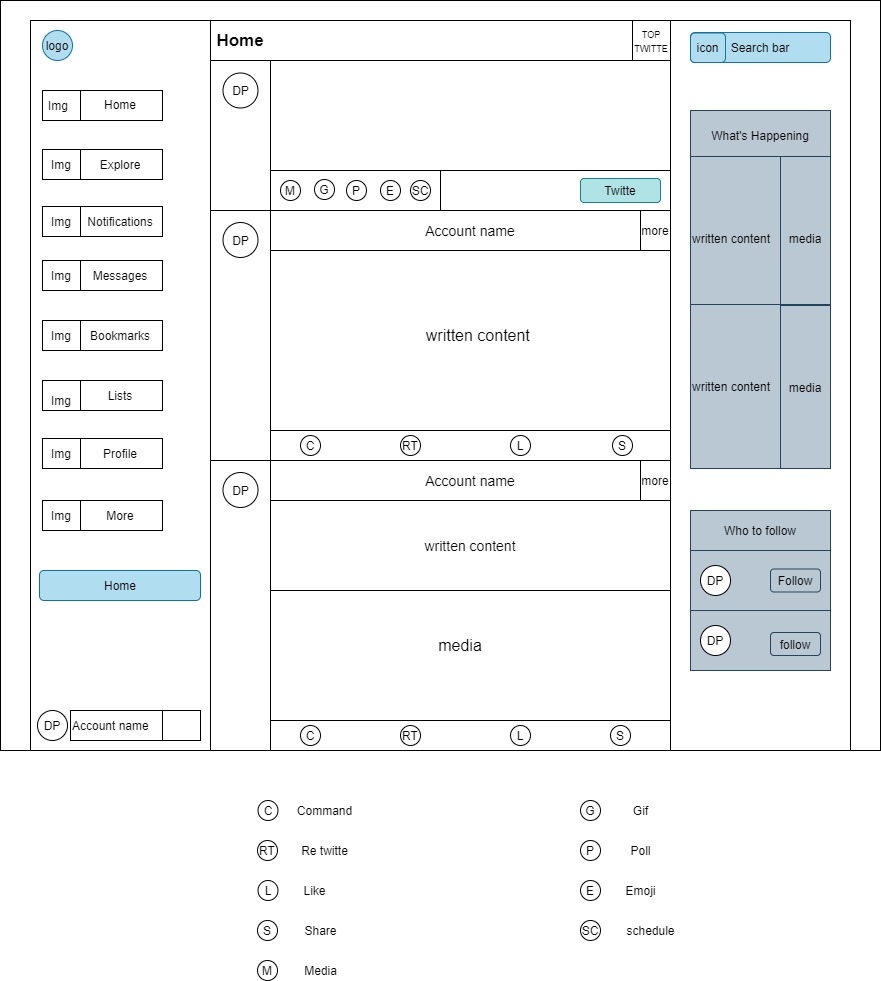 logo
Img Home
Img Explore
Img Notifications
Img Messages
Img Bookmarks
Img Lists
Img Profile
Img More
Home
DP Account name
Home
TOP
TWITTE
DP
M G P E SC
Twitte
DP
Account name
more
written content
C RT L S
DP
Account name
more
written content
media
C RT L S
icon Search bar
What's Happening
written content media
written content media
Who to follow
DP Follow
DP follow
C Command
RT Re twitte
L Like
S Share
M Media
G Gif
P Poll
E Emoji
SC schedule